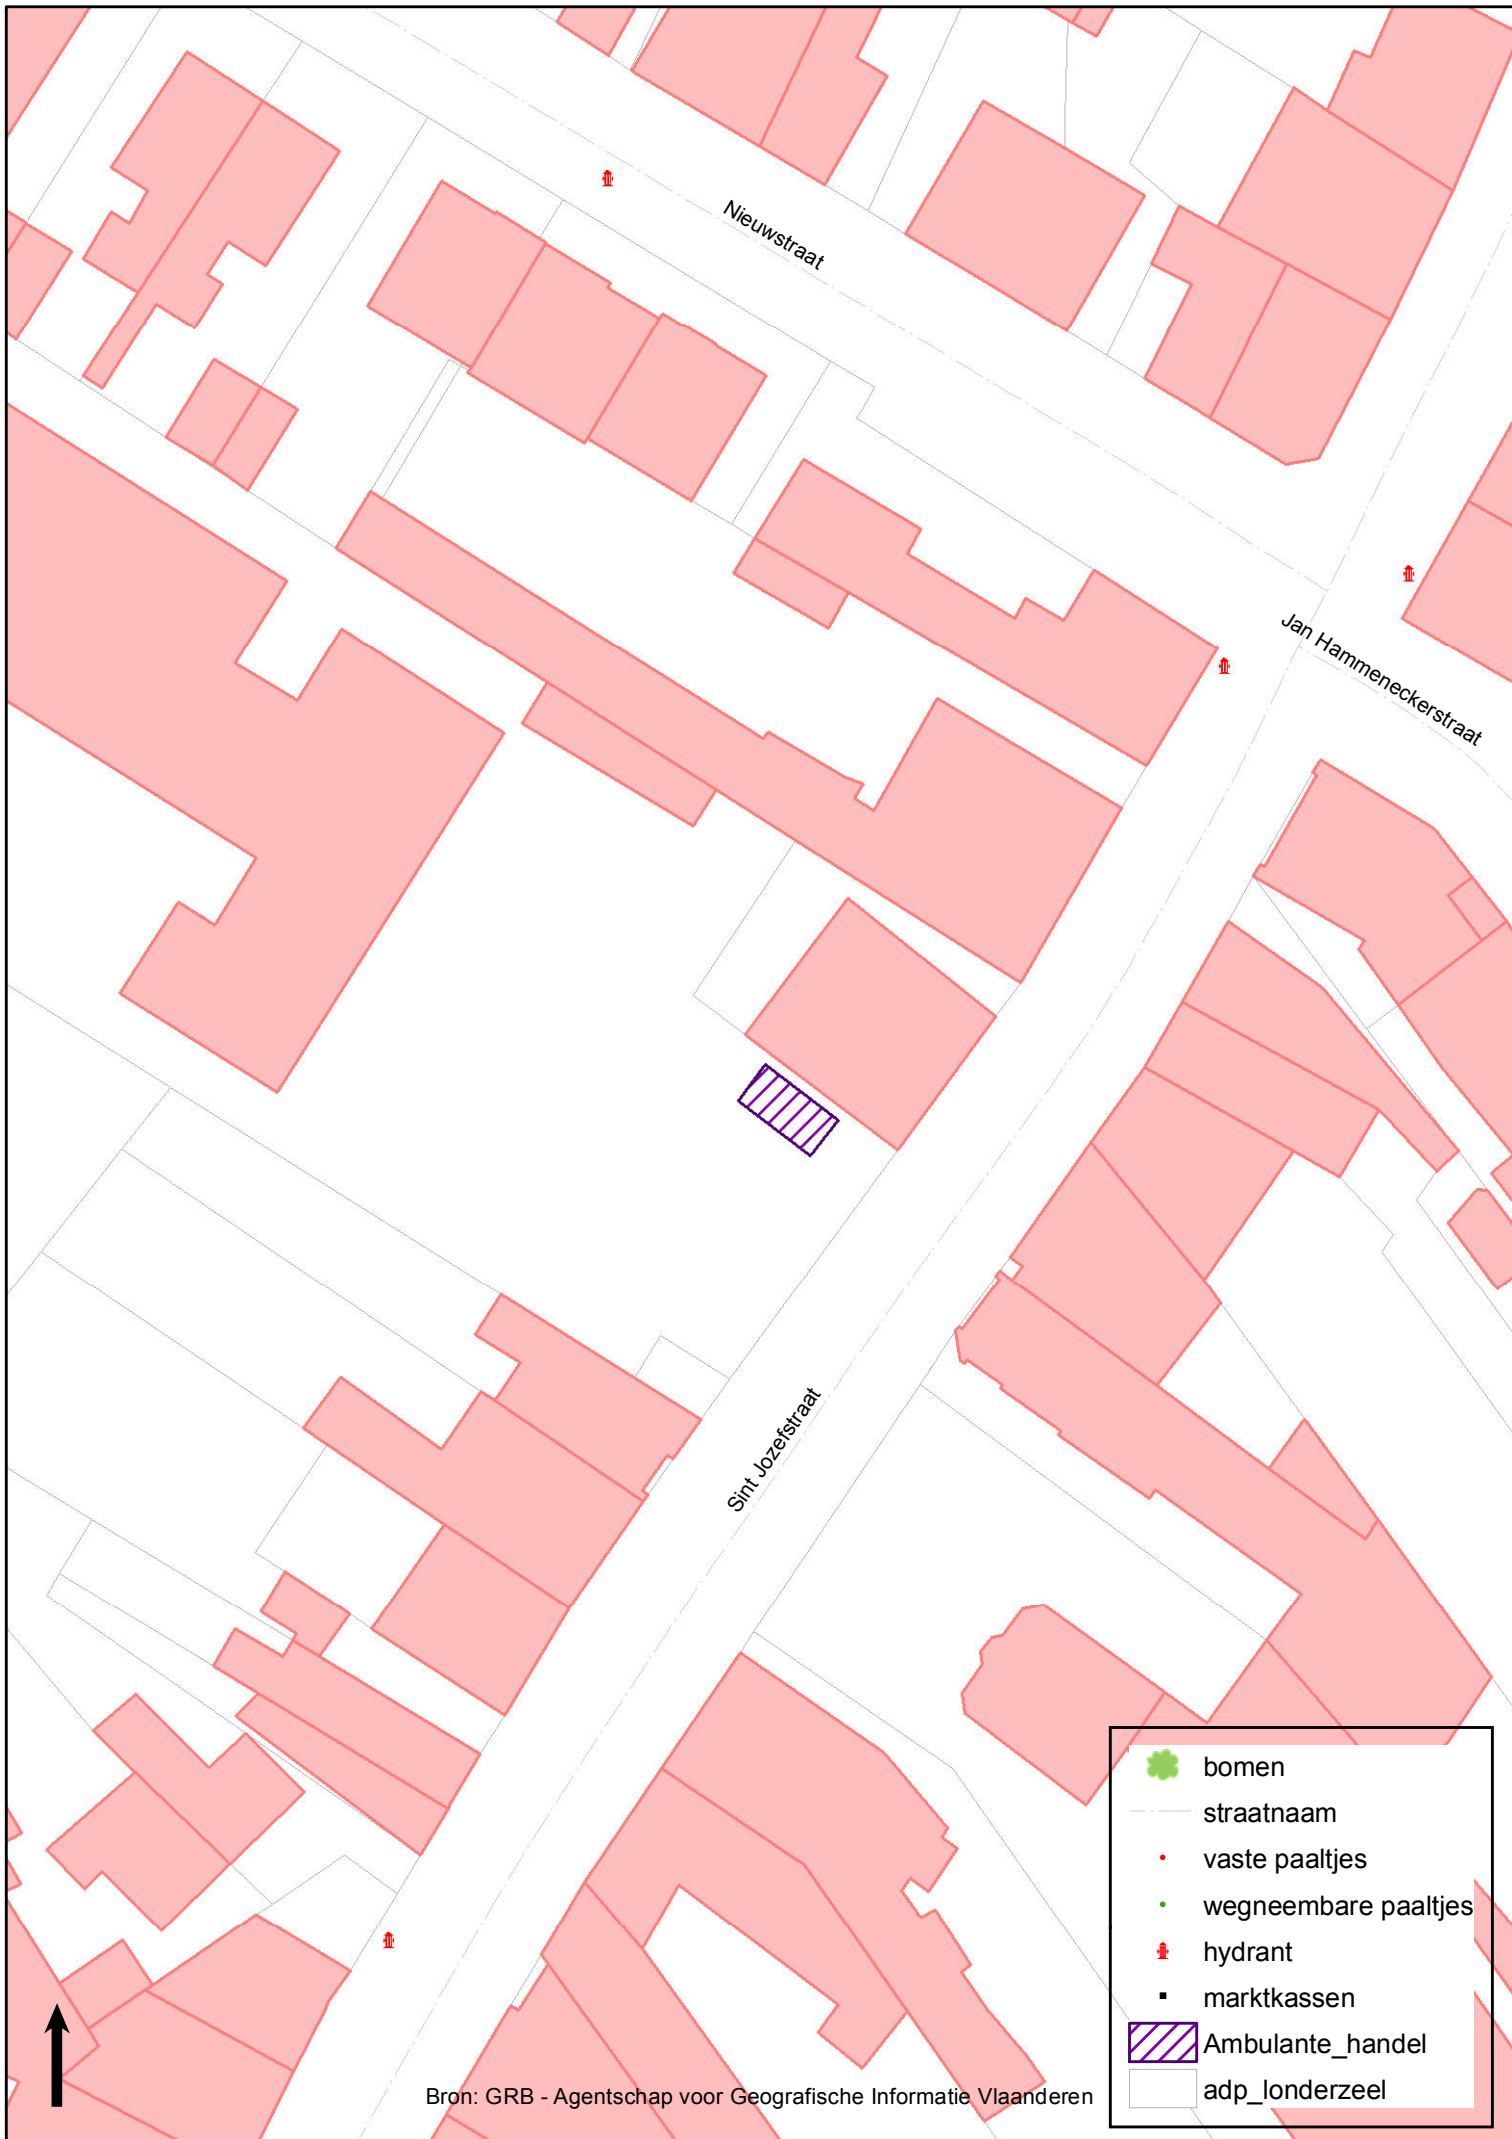 Nieuwstraat
Jan Hammeneckerstraat
Sint Jozefstraat
bomen
straatnaam
vaste paaltjes
wegneembare paaltjes
hydrant
marktkassen
Ambulante_handel
adp_londerzeel
Bron: GRB - Agentschap voor Geografische Informatie Vlaanderen